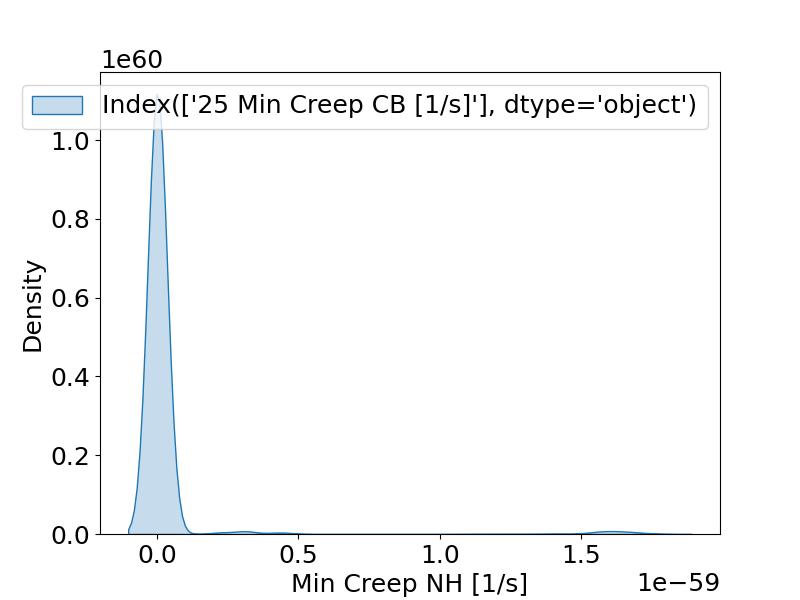 1e60
Index(['25 Min Creep CB [1/s]'], dtype='object')
1.0
0.8
0.6
0.4
0.2
0.0
Density
0.0 0.5 1.0 1.5
Min Creep NH [1/s]
1e−59